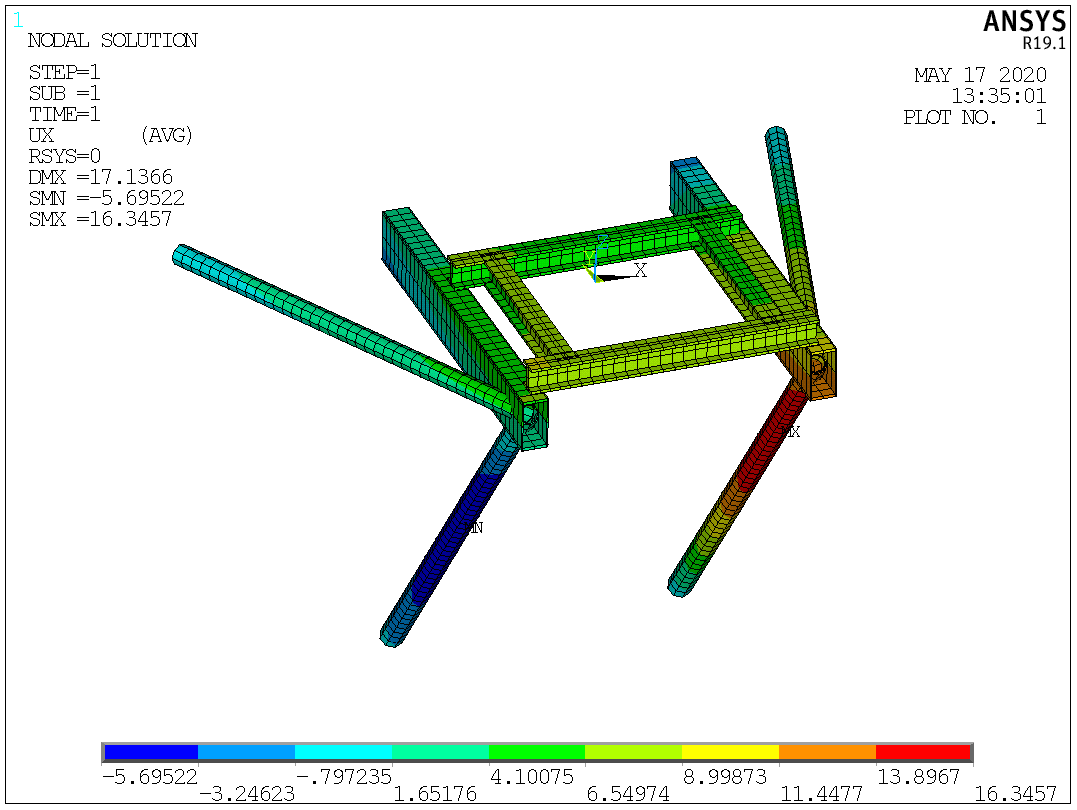 1
ANSYS
R19.1
NODAL SOLUTION
STEP=1
SUB =1
TIME=1
UX (AVG)
RSYS=0
DMX =17.1366
SMN =-5.69522
SMX =16.3457
MAY 17 2020
13:35:01
PLOT NO. 1
Y
X
MX
-5.69522 -.797235 4.10075 8.99873 13.8967
-3.24623 1.65176 6.54974 11.4477 16.3457